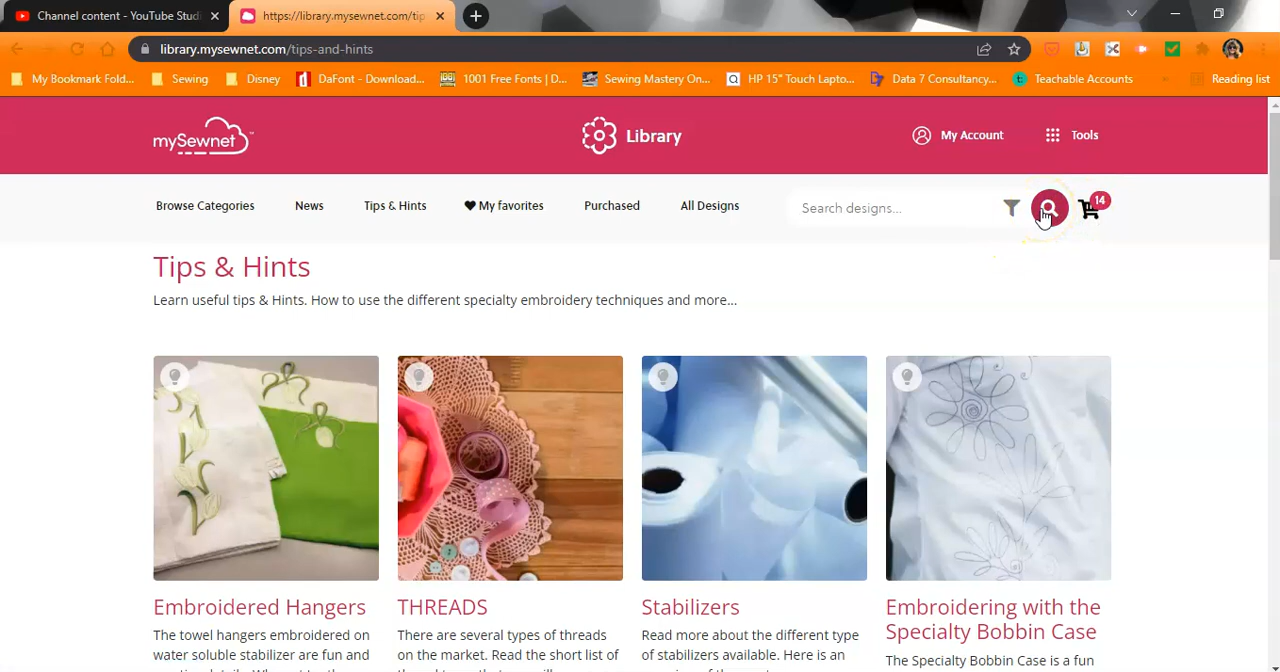 Channel content - YouTube Studi
https://library.mysewnet.com/tip
library.mysewnet.com/tips-and-hints
My Bookmark Fold...
Sewing
Disney
DaFont - Download...
1001 Free Fonts | D...
Sewing Mastery On...
HP 15" Touch Lapto...
Data 7 Consultancy...
Teachable Accounts
Reading list
mySewnet™
Library
My Account
Tools
Browse Categories
News
Tips & Hints
My favorites
Purchased
All Designs
Search designs...
14
Tips & Hints
Learn useful tips & Hints. How to use the different specialty embroidery techniques and more...
Embroidered Hangers
The towel hangers embroidered on
water soluble stabilizer are fun and
THREADS
There are several types of threads
on the market. Read the short list of
Stabilizers
Read more about the different type
of stabilizers available. Here is an
Embroidering with the
Specialty Bobbin Case
The Specialty Bobbin Case is a fun